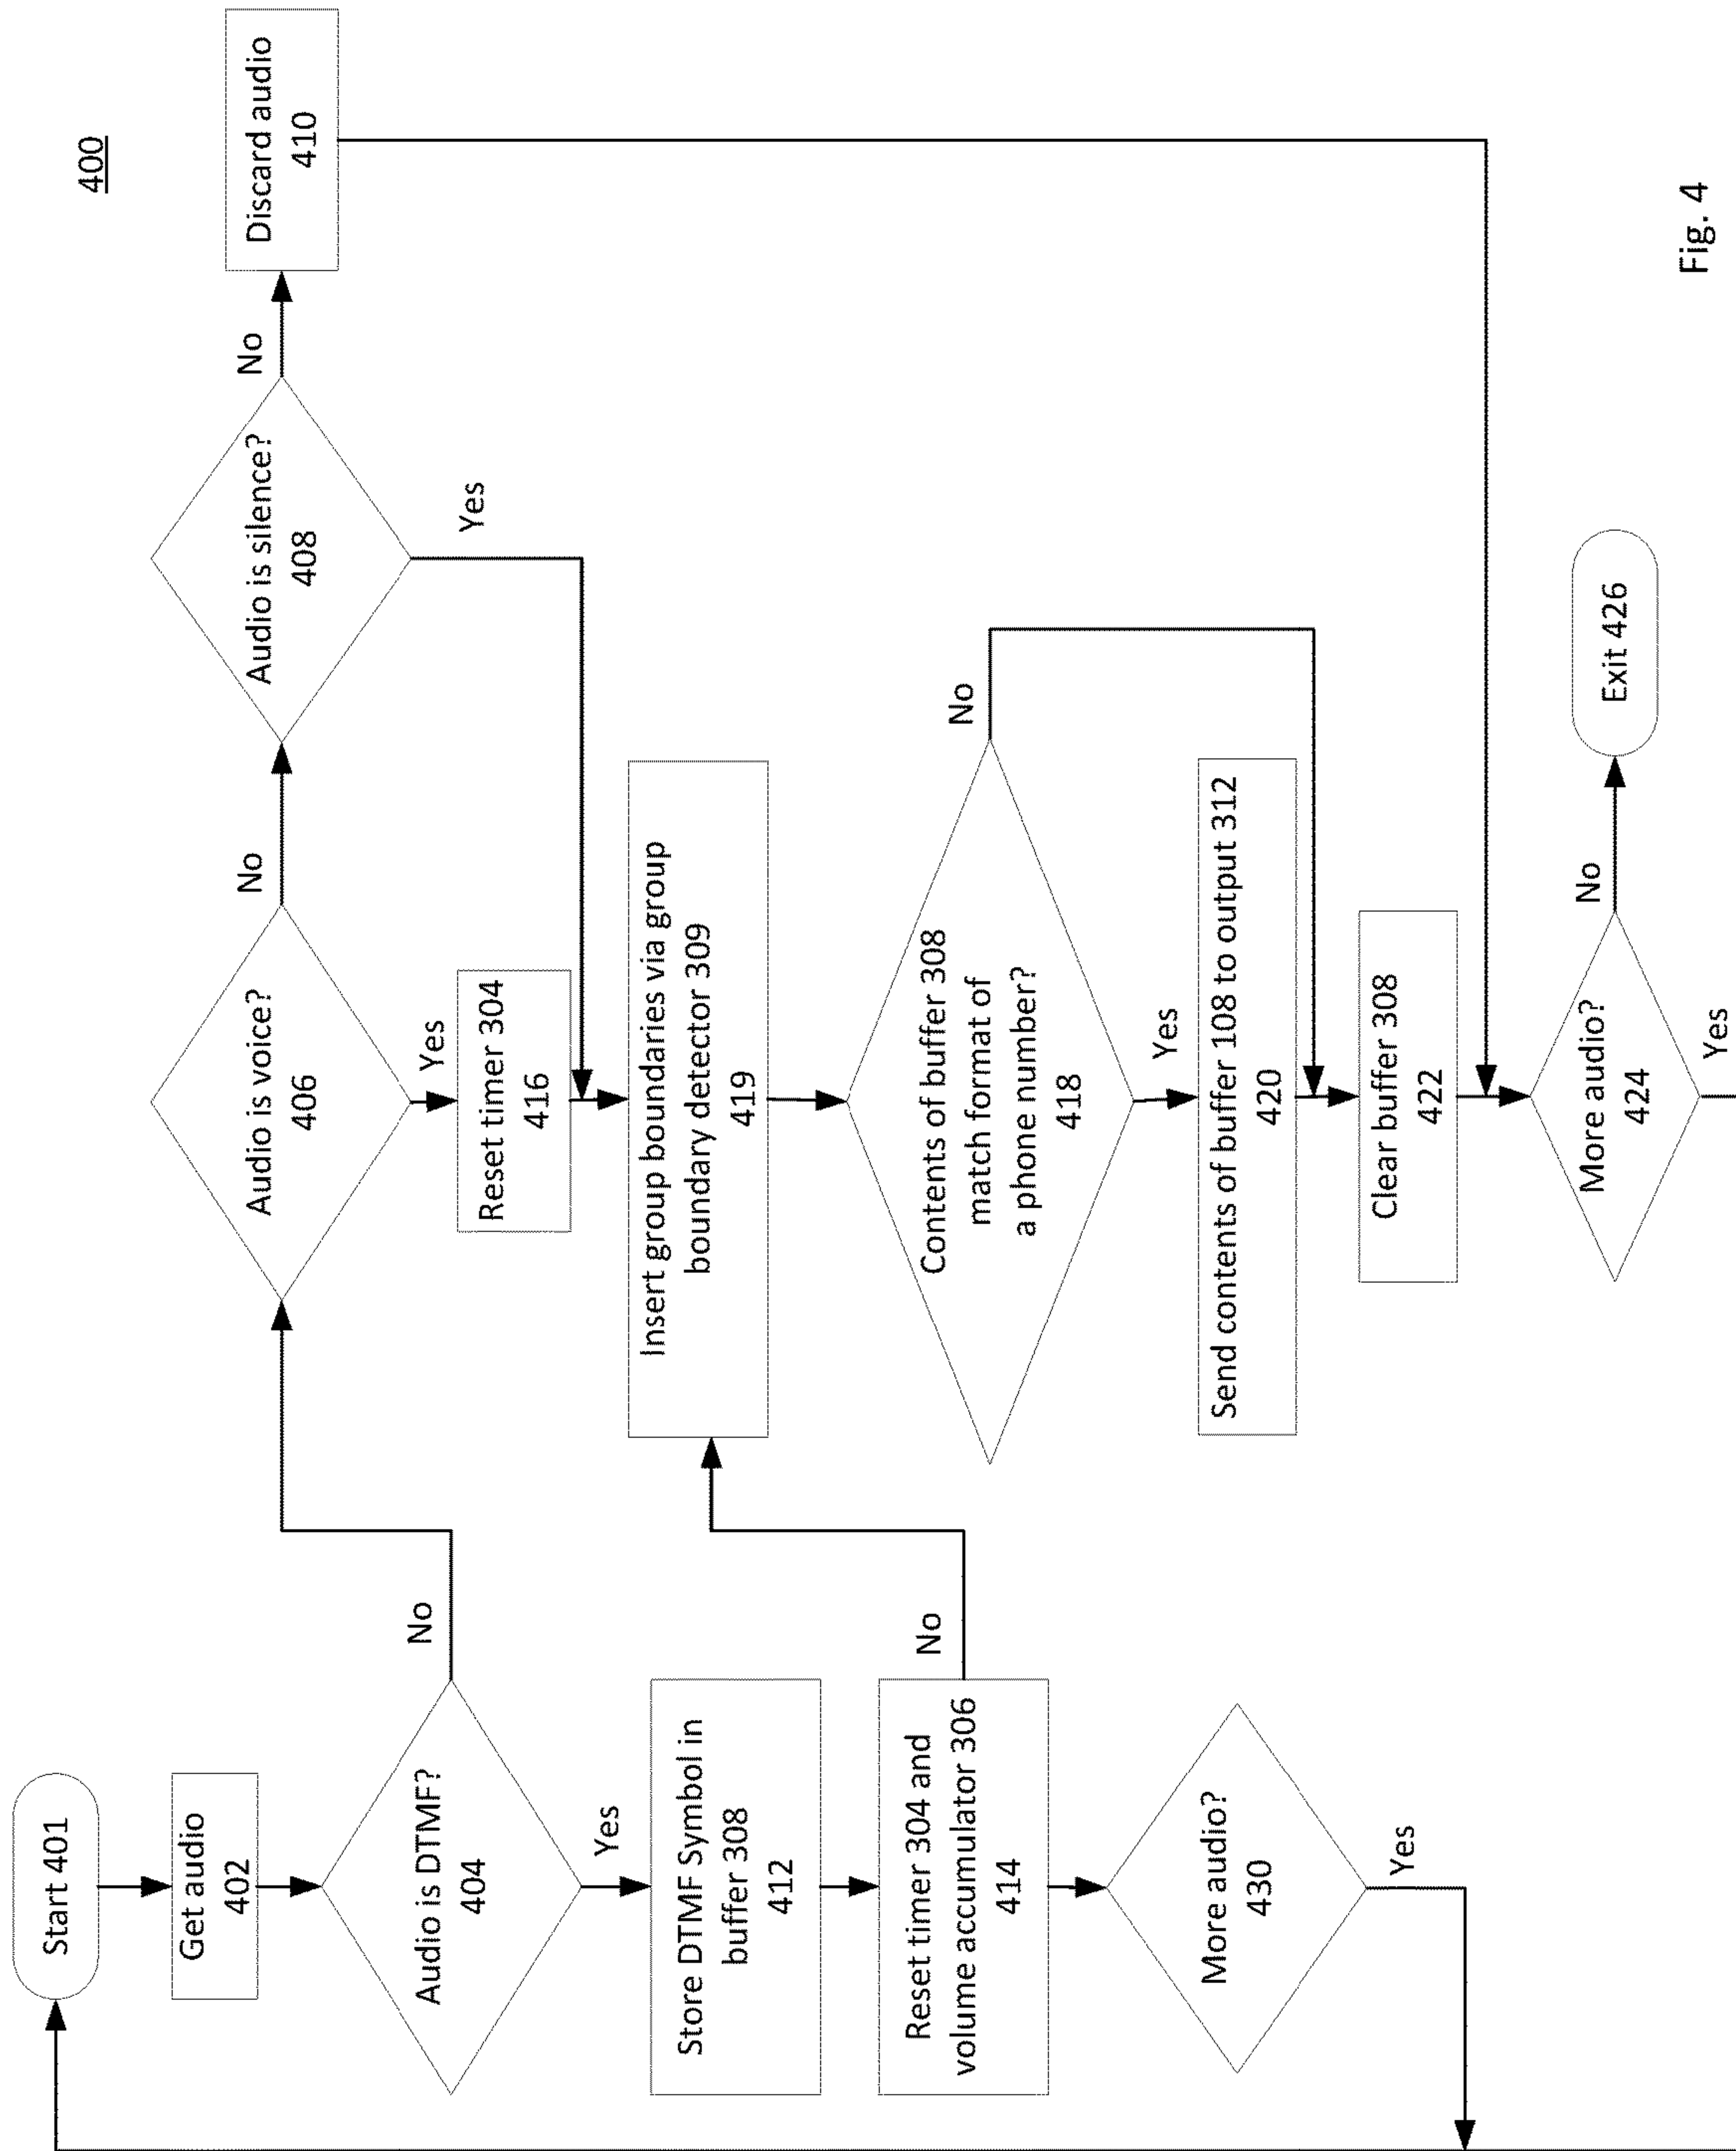 400
Start 401
Get audio
402
Audio is DTMF?
404
No
Yes
Audio is voice?
406
No
Yes
Audio is silence?
408
No
Yes
Discard audio
410
Store DTMF Symbol in
buffer 308
412
Reset timer 304 and
volume accumulator 306
414
No
More audio?
430
Yes
Reset timer 304
416
Insert group boundaries via group
boundary detector 309
419
Contents of buffer 308
match format of
a phone number?
418
No
Yes
Send contents of buffer 108 to output 312
420
Clear buffer 308
422
More audio?
424
No
Yes
Exit 426
Fig. 4